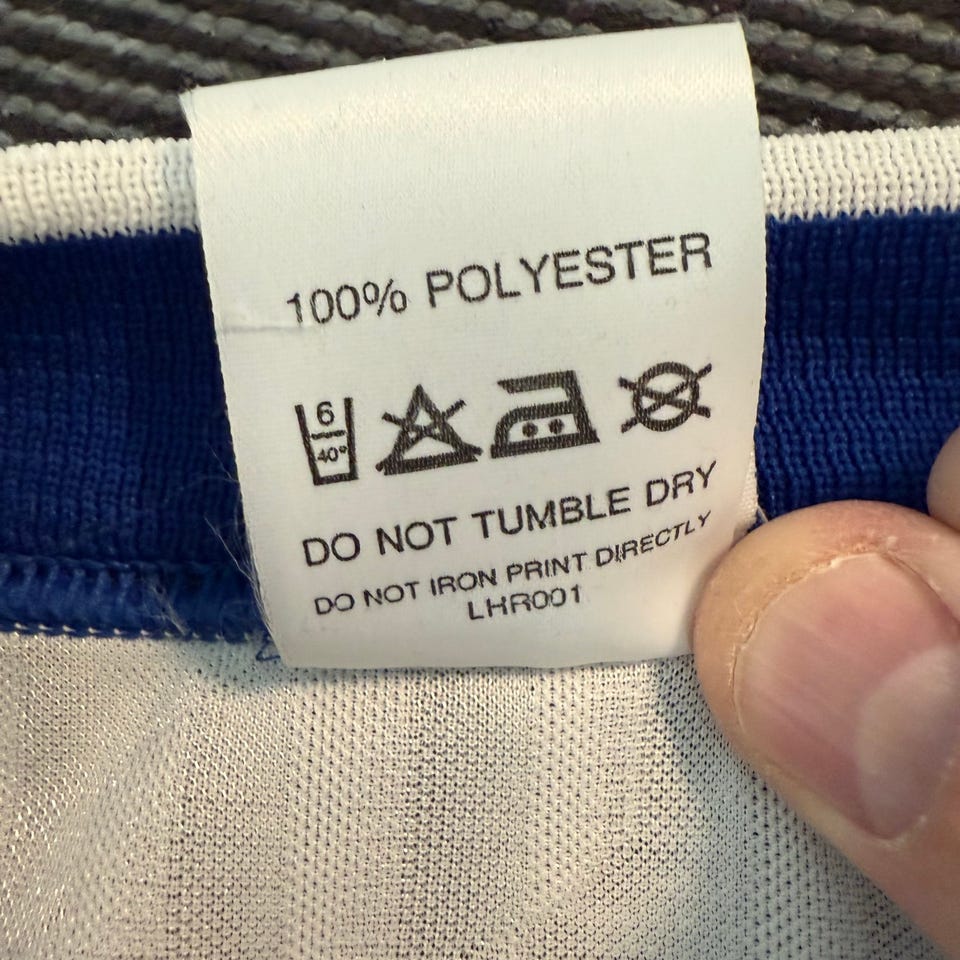 100% POLYESTER
6
40°
DO NOT TUMBLE DRY
DO NOT IRON PRINT DIRECTLY
LHR001